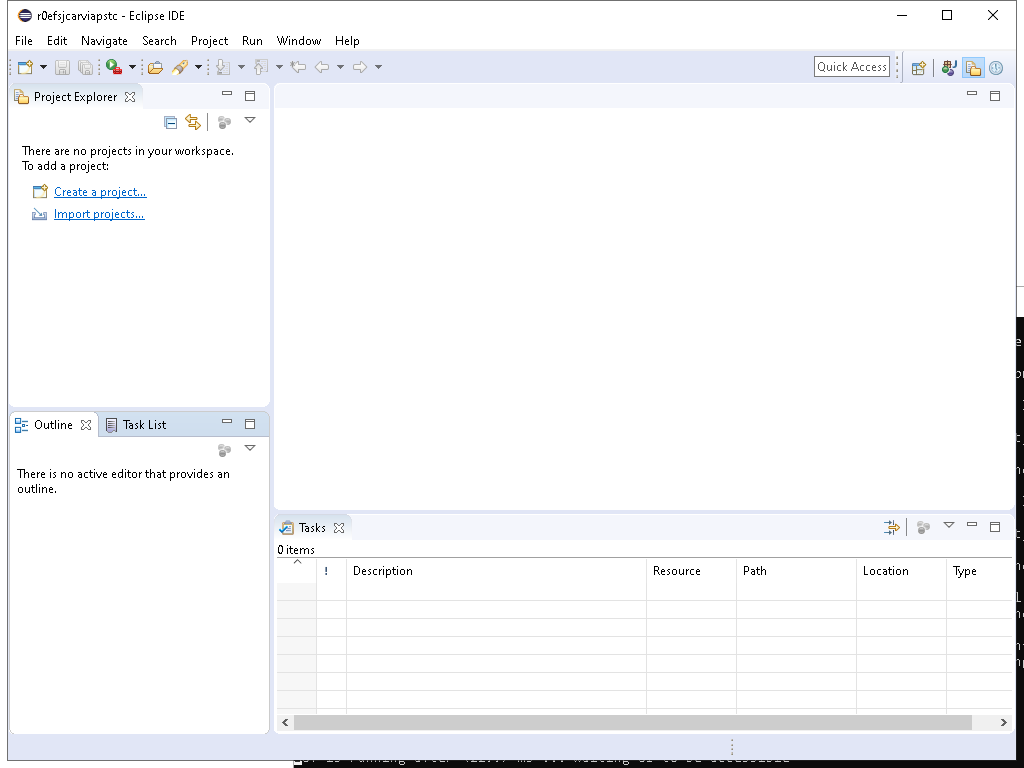 r0efsjcarviapstc - Eclipse IDE
File Edit Navigate Search Project Run Window Help
Quick Access
Project Explorer
There are no projects in your workspace.
To add a project:
Create a project...
Import projects...
Outline Task List
There is no active editor that provides an
outline.
Tasks
0 items
! Description Resource Path Location Type